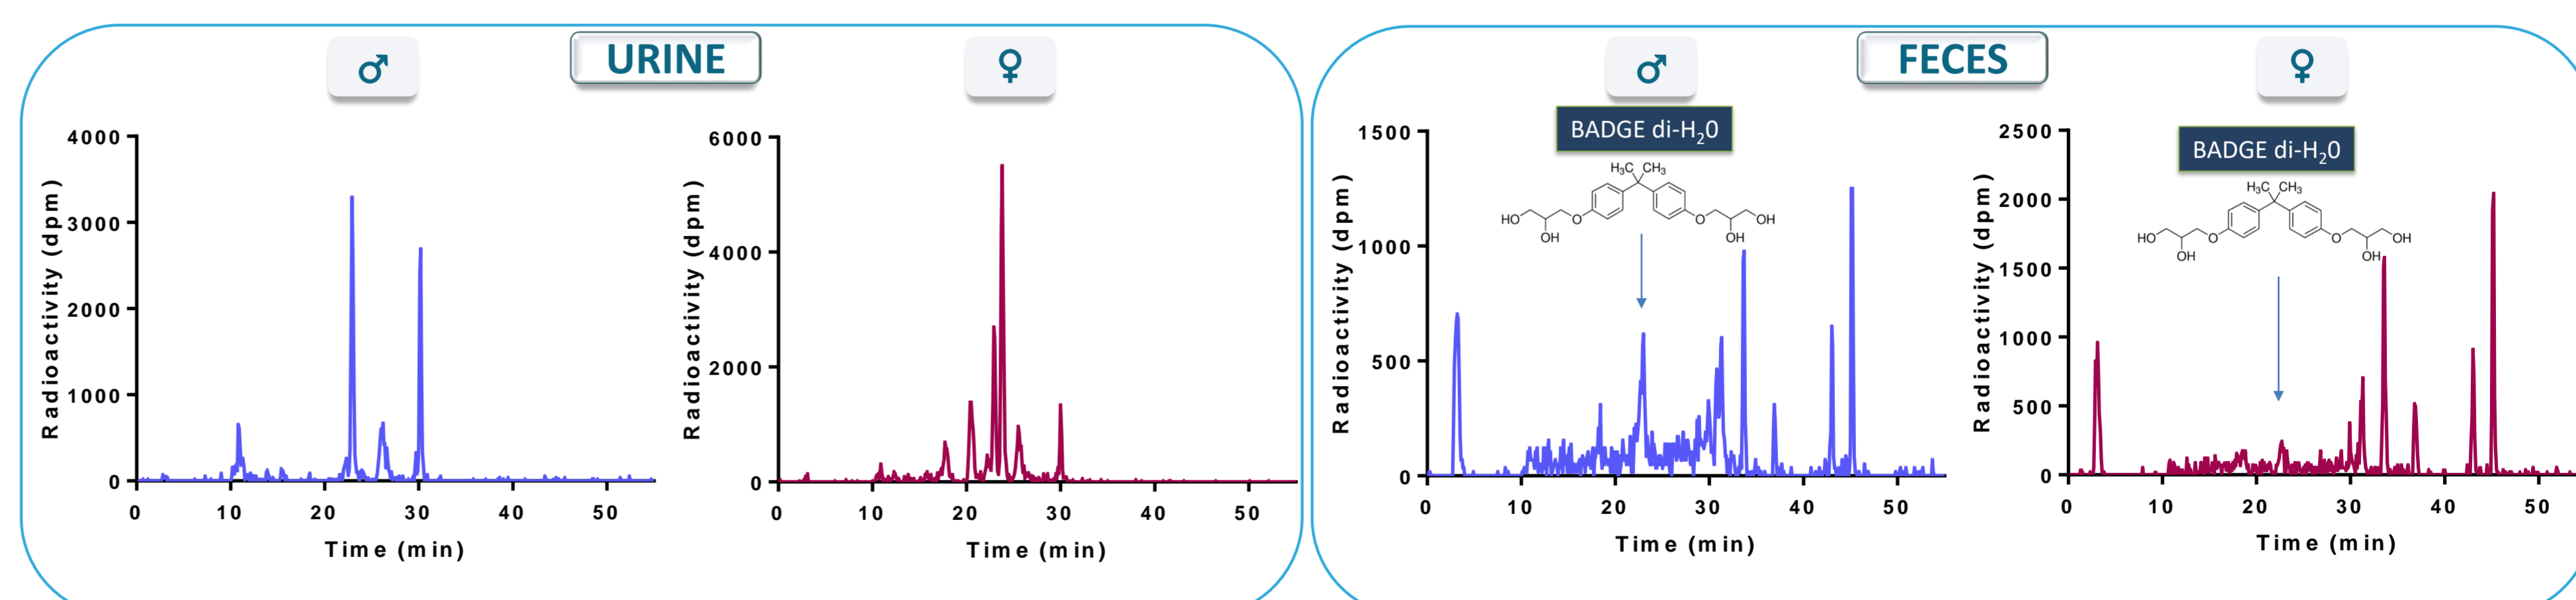 URINE
♂
♀
4000
3000
2000
1000
0
Radioactivity (dpm)
0 10 20 30 40 50
Time (min)
6000
4000
2000
0
Radioactivity (dpm)
0 10 20 30 40 50
Time (min)
FECES
♂
♀
BADGE di-H₂0
H₃C CH₃
HO O O OH
OH OH
1500
1000
500
0
Radioactivity (dpm)
0 10 20 30 40 50
Time (min)
BADGE di-H₂0
H₃C CH₃
HO O O OH
OH OH
2500
2000
1500
1000
500
0
Radioactivity (dpm)
0 10 20 30 40 50
Time (min)